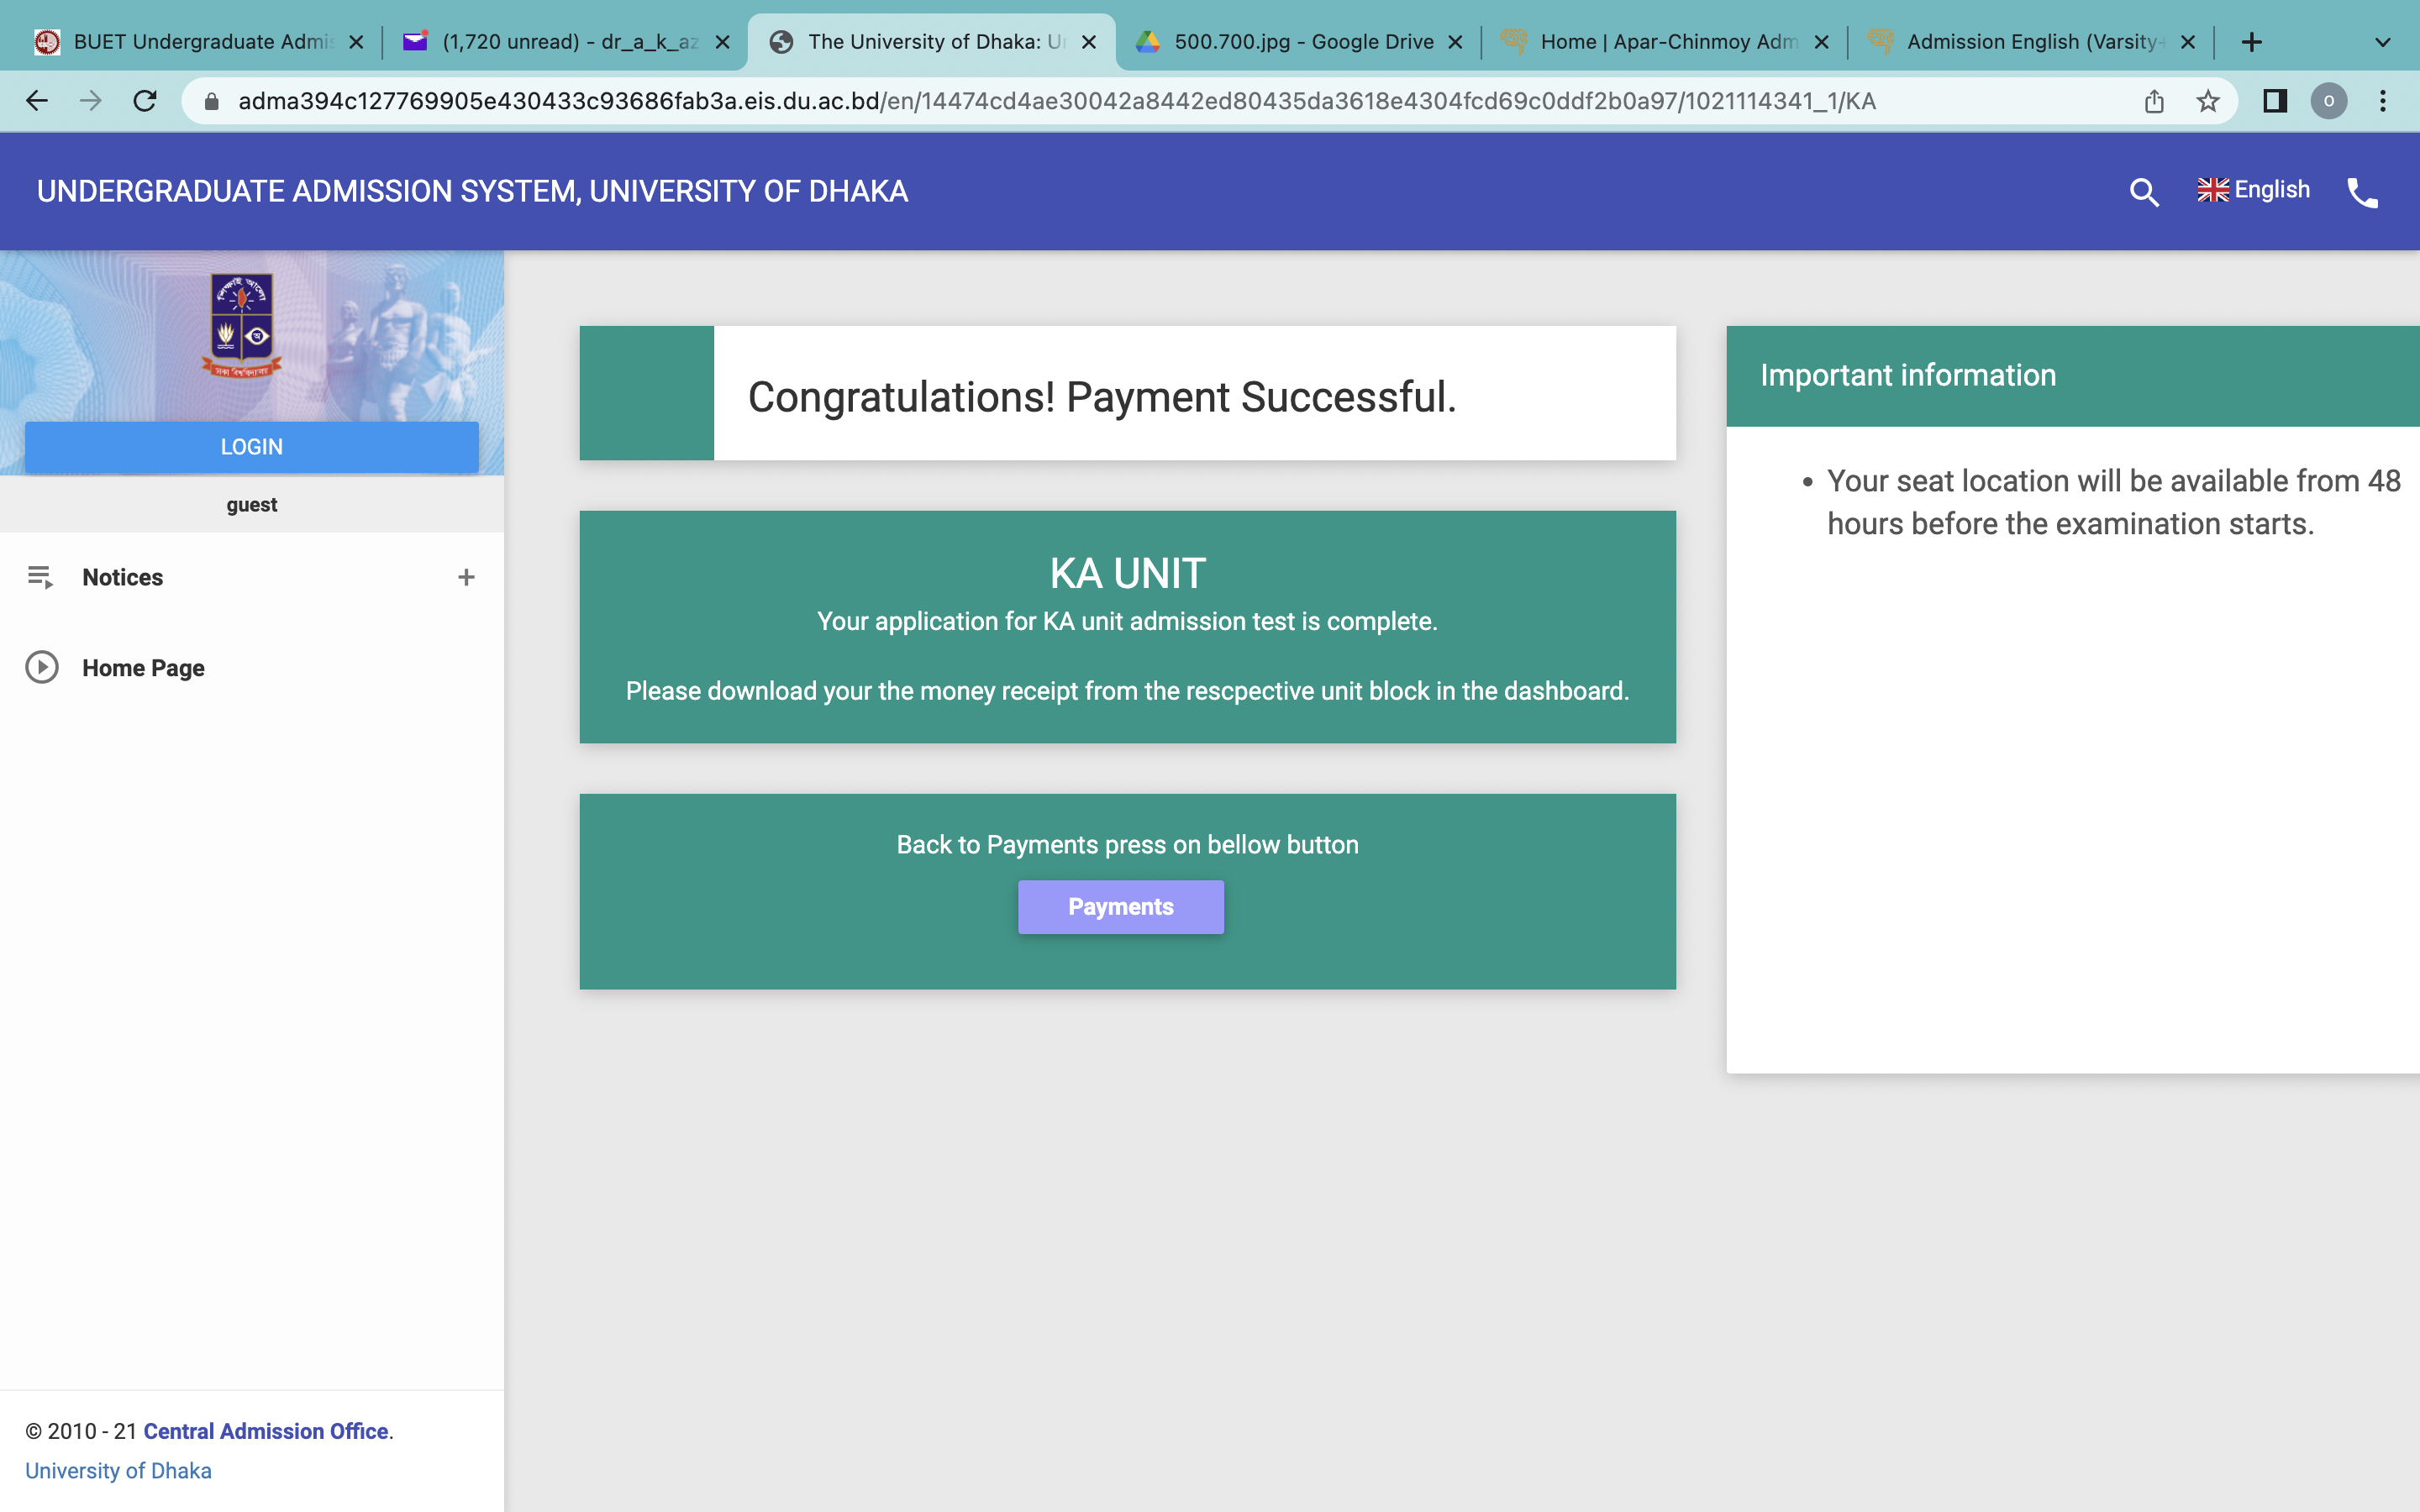 BUET Undergraduate Admis
(1,720 unread) - dr_a_k_az
The University of Dhaka: Ur
500.700.jpg - Google Drive
Home | Apar-Chinmoy Adm
Admission English (Varsity+
adma394c127769905e430433c93686fab3a.eis.du.ac.bd/en/14474cd4ae30042a8442ed80435da3618e4304fcd69c0ddf2b0a97/1021114341_1/KA
UNDERGRADUATE ADMISSION SYSTEM, UNIVERSITY OF DHAKA
English
LOGIN
guest
Notices
Home Page
Congratulations! Payment Successful.
KA UNIT
Your application for KA unit admission test is complete.
Please download your the money receipt from the rescpective unit block in the dashboard.
Back to Payments press on bellow button
Payments
Important information
Your seat location will be available from 48
hours before the examination starts.
© 2010 - 21 Central Admission Office.
University of Dhaka